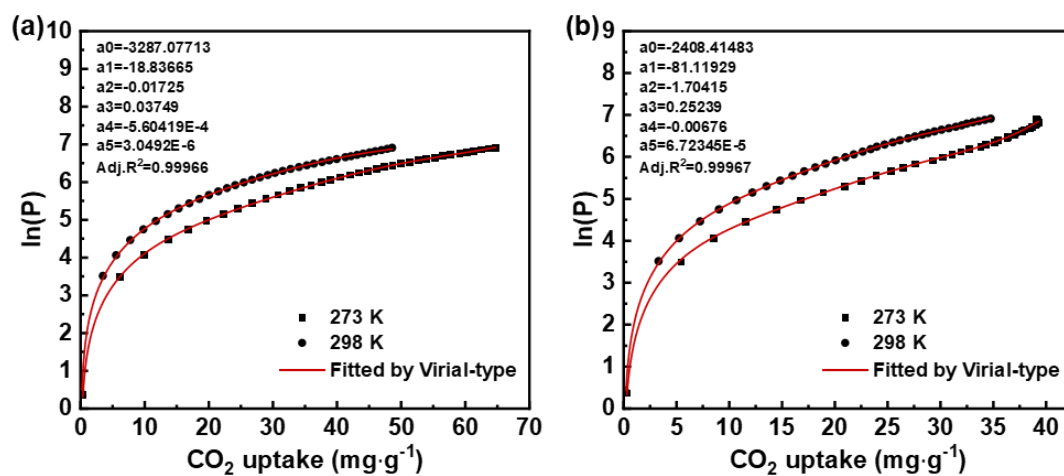 (a)
10
9
8
7
6
5
4
3
2
1
0
ln(P)
a0=-3287.07713
a1=-18.83665
a2=-0.01725
a3=0.03749
a4=-5.60419E-4
a5=3.0492E-6
Adj.R²=0.99966
273 K
298 K
Fitted by Virial-type
0 10 20 30 40 50 60 70
CO₂ uptake (mg·g⁻¹)
(b)
9
8
7
6
5
4
3
2
1
0
ln(P)
a0=-2408.41483
a1=-81.11929
a2=-1.70415
a3=0.25239
a4=-0.00676
a5=6.72345E-5
Adj.R²=0.99967
273 K
298 K
Fitted by Virial-type
0 5 10 15 20 25 30 35 40
CO₂ uptake (mg·g⁻¹)